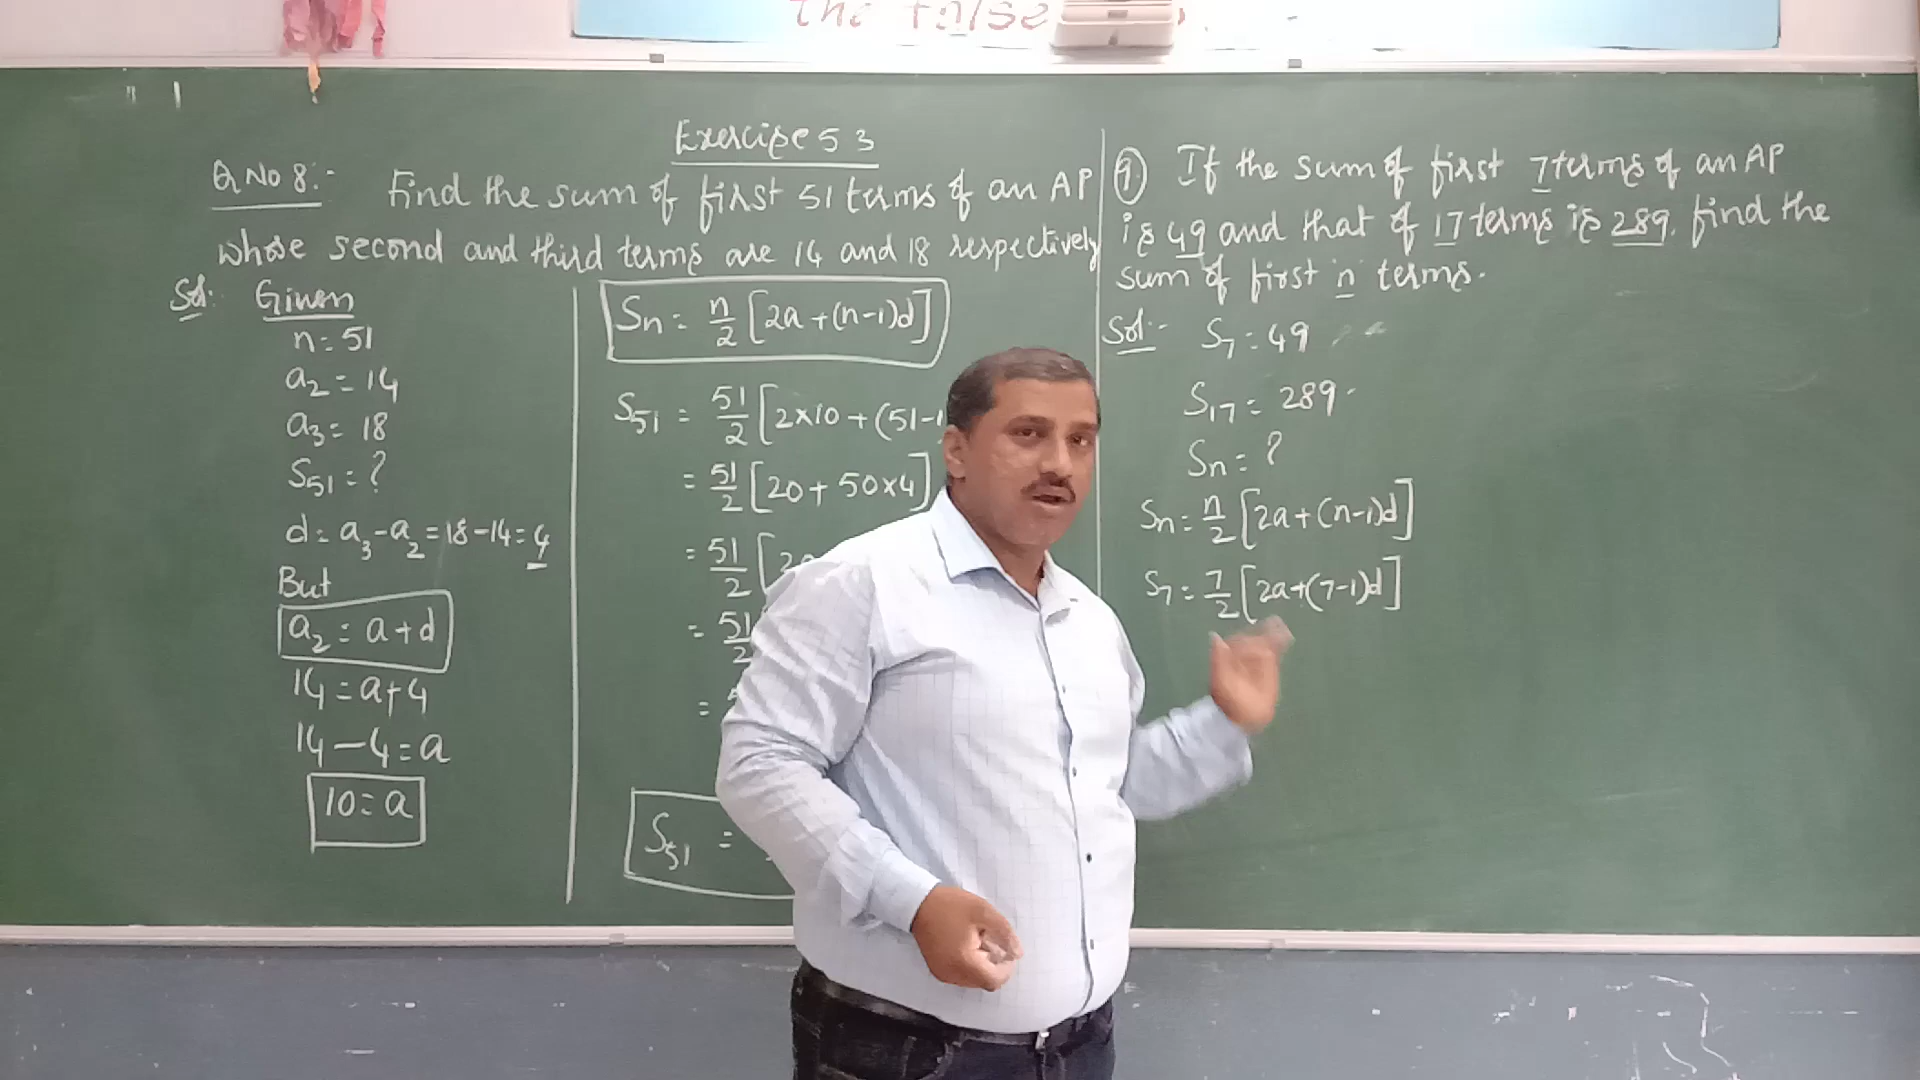 the false
Exercise 5 3
Q No 8:- Find the sum of first 51 terms of an AP
whose second and third terms are 14 and 18 respectively
Sol: Given
n = 51
a2 = 14
a3 = 18
S51 = ?
d = a3 - a2 = 18 - 14 = 4
But
a2 = a + d
14 = a + 4
14 - 4 = a
10 = a
Sn = n/2 [2a + (n-1)d]
S51 = 51/2 [2×10 + (51-1
= 51/2 [20 + 50×4]
= 51/2 [20
= 51/2
=
S51 =
9. If the sum of first 7 terms of an AP
is 49 and that of 17 terms is 289. find the
sum of first 'n' terms.
Sol:- S7 = 49
S17 = 289
Sn = ?
Sn = n/2 [2a + (n-1)d]
S7 = 7/2 [2a + (7-1)d]